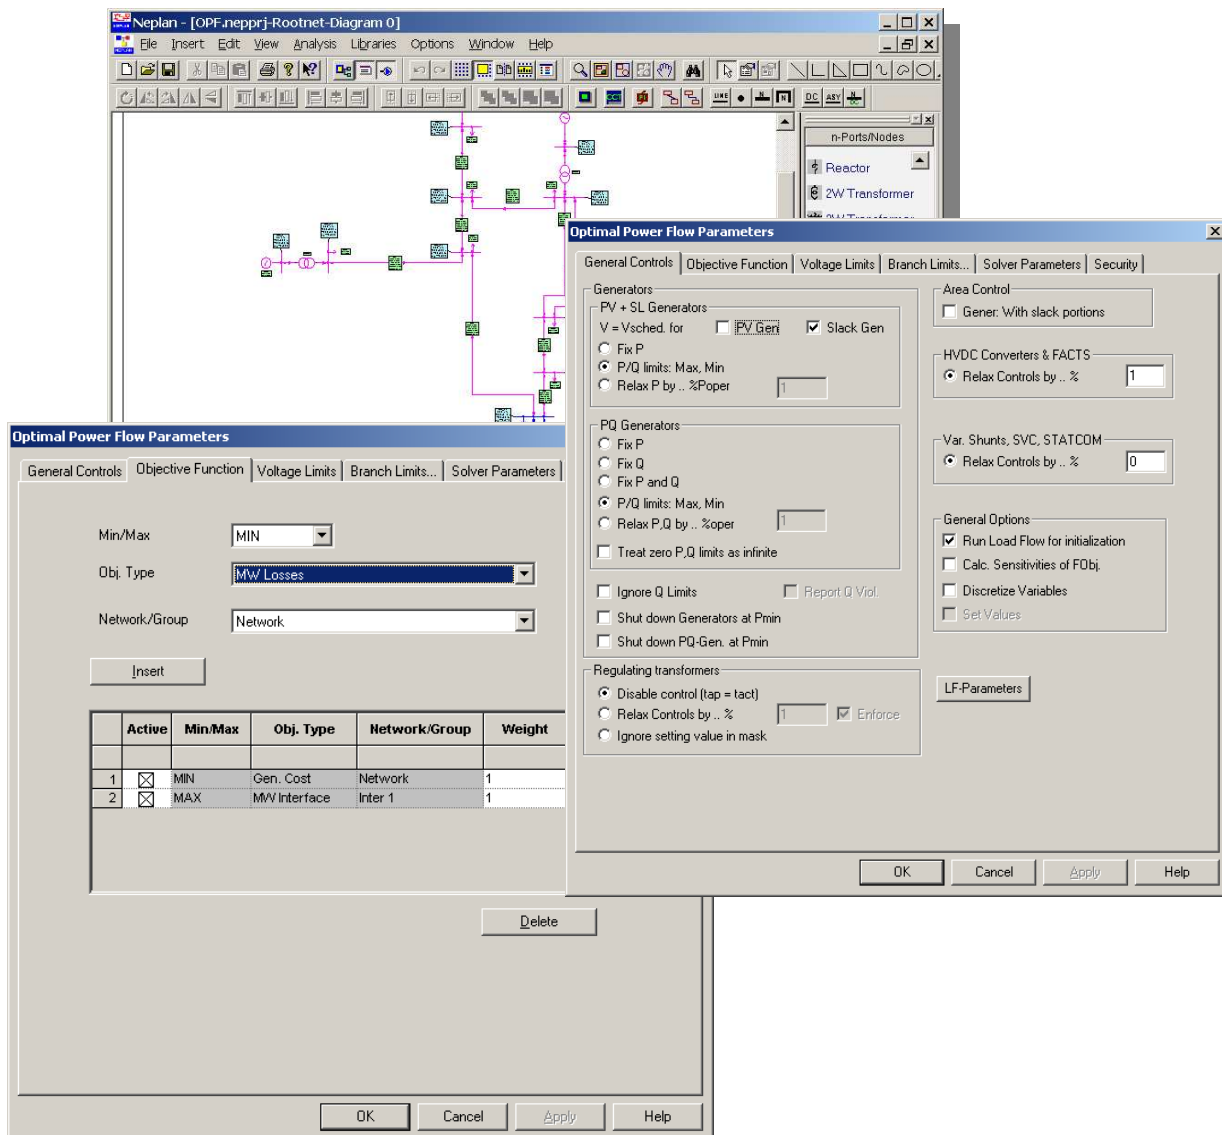 Neplan - [OPF.nepprj-Rootnet-Diagram 0]
File Insert Edit View Analysis Libraries Options Window Help
LINE N N DC ASY N DC
n-Ports/Nodes
Reactor
2W Transformer
3W Transformer
Optimal Power Flow Parameters
General Controls Objective Function Voltage Limits Branch Limits... Solver Parameters Security
Generators
PV + SL Generators
V = Vsched. for PV Gen Slack Gen
Fix P
P/Q limits: Max, Min
Relax P by .. %Poper 1
PQ Generators
Fix P
Fix Q
Fix P and Q
P/Q limits: Max, Min
Relax P,Q by .. %oper 1
Treat zero P,Q limits as infinite
Ignore Q Limits Report Q Viol.
Shut down Generators at Pmin
Shut down PQ-Gen. at Pmin
Regulating transformers
Disable control (tap = tact)
Relax Controls by .. % 1 Enforce
Ignore setting value in mask
Area Control
Gener: With slack portions
HVDC Converters & FACTS
Relax Controls by .. % 1
Var. Shunts, SVC, STATCOM
Relax Controls by .. % 0
General Options
Run Load Flow for initialization
Calc. Sensitivities of FObj.
Discretize Variables
Set Values
LF-Parameters
OK Cancel Apply Help
Optimal Power Flow Parameters
General Controls Objective Function Voltage Limits Branch Limits... Solver Parameters
Min/Max MIN
Obj. Type MW Losses
Network/Group Network
Insert
Active Min/Max Obj. Type Network/Group Weight
1 MIN Gen. Cost Network 1
2 MAX MW Interface Inter 1 1
Delete
OK Cancel Apply Help